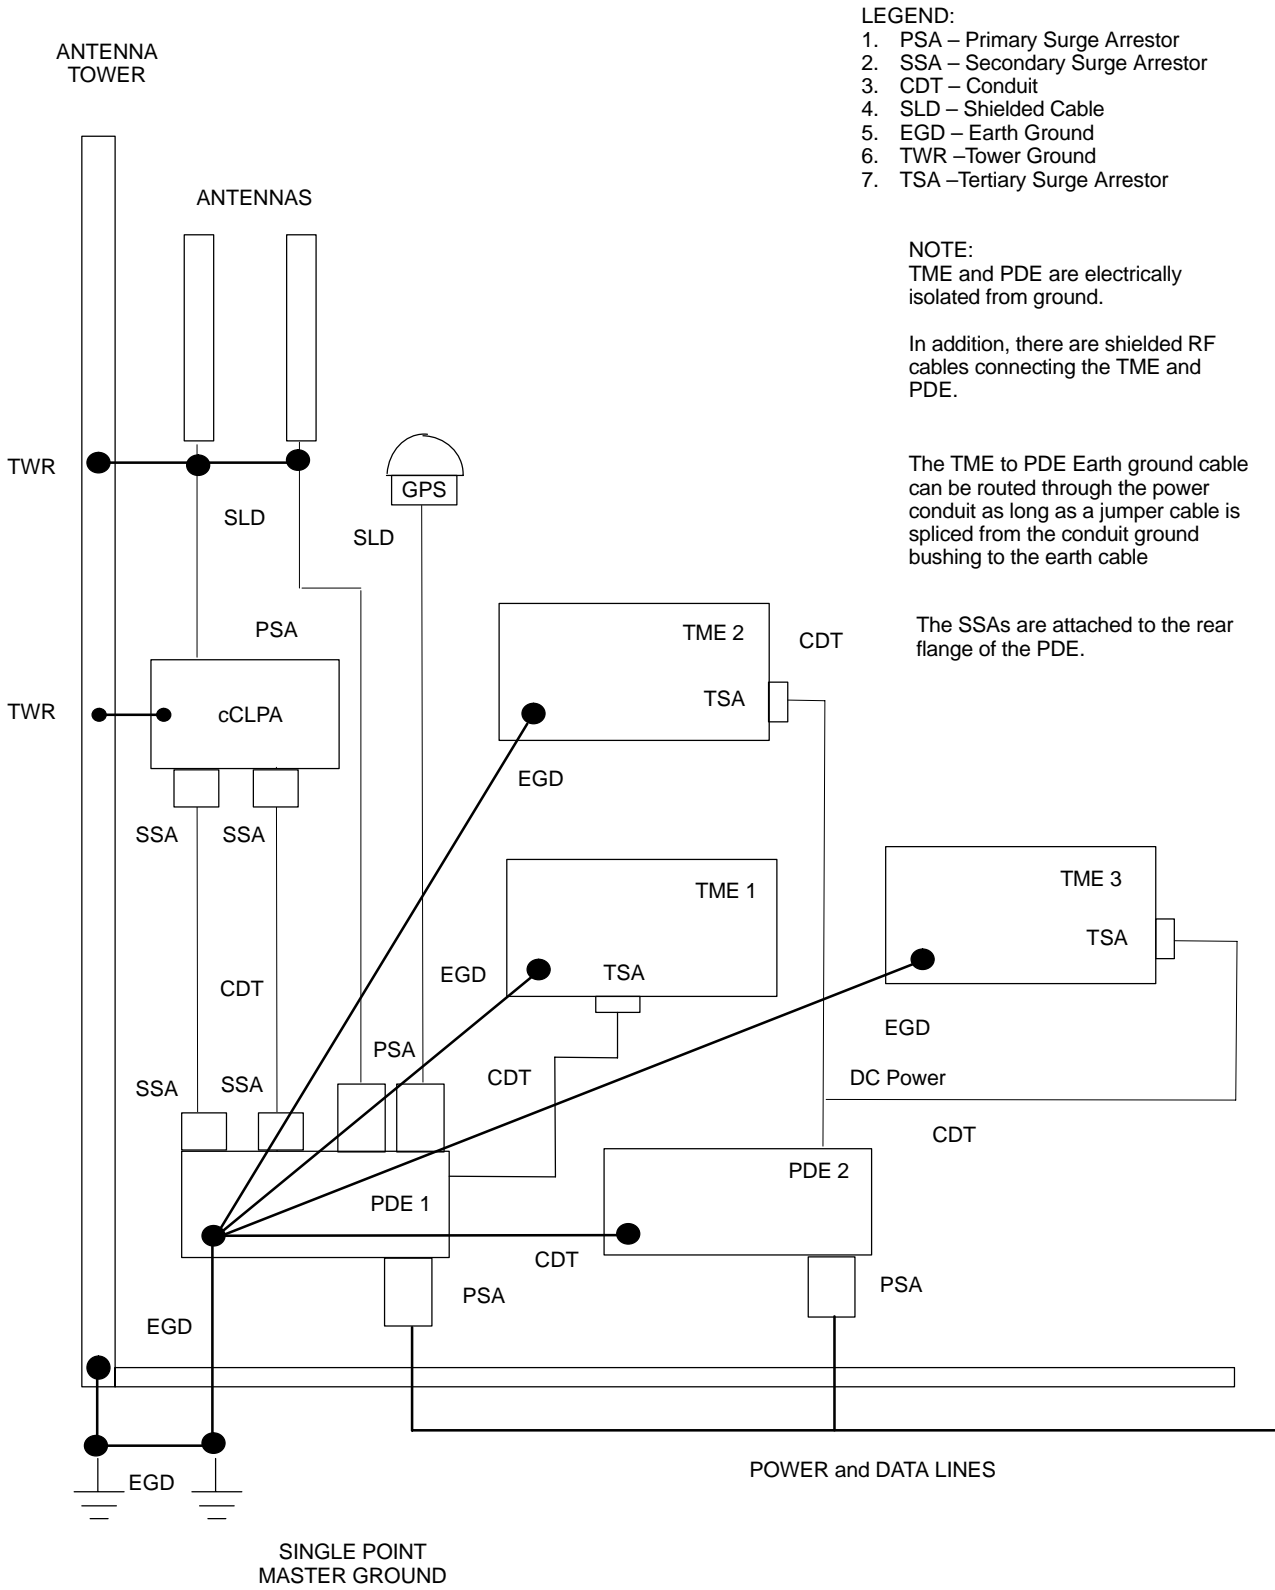 LEGEND:
1. PSA – Primary Surge Arrestor
2. SSA – Secondary Surge Arrestor
3. CDT – Conduit
4. SLD – Shielded Cable
5. EGD – Earth Ground
6. TWR –Tower Ground
7. TSA –Tertiary Surge Arrestor
ANTENNA
TOWER
ANTENNAS
NOTE:
TME and PDE are electrically
isolated from ground.
In addition, there are shielded RF
cables connecting the TME and
PDE.
The TME to PDE Earth ground cable
can be routed through the power
conduit as long as a jumper cable is
spliced from the conduit ground
bushing to the earth cable
The SSAs are attached to the rear
flange of the PDE.
TWR
GPS
SLD
SLD
PSA
TME 2
CDT
TSA
TWR
cCLPA
EGD
SSA
SSA
TME 1
TME 3
TSA
EGD
TSA
CDT
EGD
PSA
CDT
DC Power
SSA
SSA
CDT
PDE 1
PDE 2
CDT
PSA
PSA
EGD
POWER and DATA LINES
EGD
SINGLE POINT
MASTER GROUND